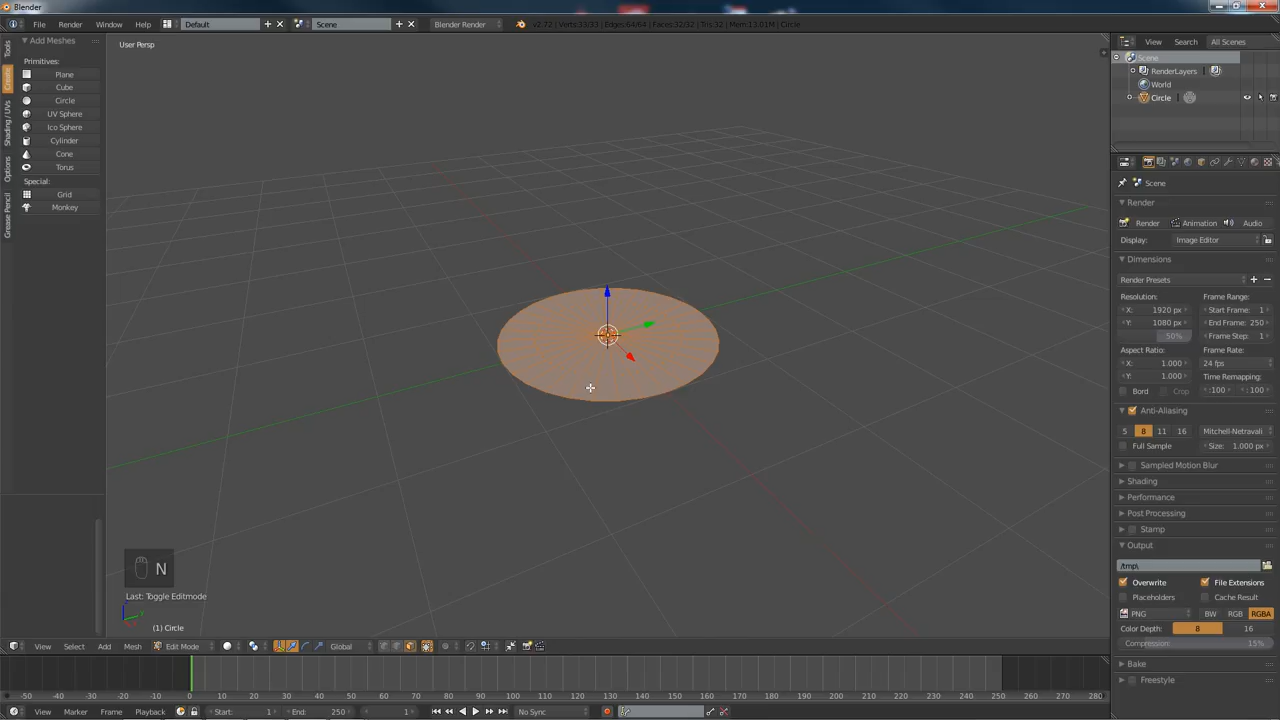 Blender
File Render Window Help Default Scene Blender Render v2.72 | Verts:33/33 | Edges:64/64 | Faces:32/32 | Tris:32 | Mem:13.01M | Circle
Add Meshes
Primitives:
Plane
Cube
Circle
UV Sphere
Ico Sphere
Cylinder
Cone
Torus
Special:
Grid
Monkey
Tools
Create
Shading / UVs
Options
Grease Pencil
User Persp
N
Last: Toggle Editmode
(1) Circle
View Search All Scenes
Scene
RenderLayers
World
Circle
Scene
Render
Render Animation Audio
Display: Image Editor
Dimensions
Render Presets
Resolution: Frame Range:
X: 1920 px Start Frame: 1
Y: 1080 px End Frame: 250
50% Frame Step: 1
Aspect Ratio: Frame Rate:
X: 1.000 24 fps
Y: 1.000 Time Remapping:
Bord Crop :100 :100
Anti-Aliasing
5 8 11 16 Mitchell-Netravali
Full Sample Size: 1.000 px
Sampled Motion Blur
Shading
Performance
Post Processing
Stamp
Output
/tmp\
Overwrite File Extensions
Placeholders Cache Result
PNG BW RGB RGBA
Color Depth: 8 16
Compression: 15%
Bake
Freestyle
View Select Add Mesh Edit Mode Global
-50 -40 -30 -20 -10 0 10 20 30 40 50 60 70 80 90 100 110 120 130 140 150 160 170 180 190 200 210 220 230 240 250 260 270 280
View Marker Frame Playback Start: 1 End: 250 1 No Sync